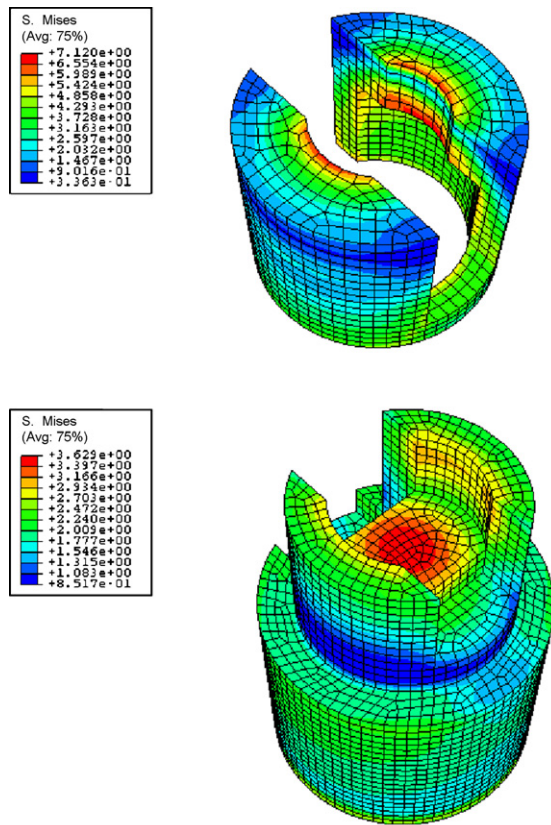 S. Mises
(Avg: 75%)
+7.120e+00
+6.554e+00
+5.989e+00
+5.424e+00
+4.858e+00
+4.293e+00
+3.728e+00
+3.163e+00
+2.597e+00
+2.032e+00
+1.467e+00
+9.016e-01
+3.363e-01
S. Mises
(Avg: 75%)
+3.629e+00
+3.397e+00
+3.166e+00
+2.934e+00
+2.703e+00
+2.472e+00
+2.240e+00
+2.009e+00
+1.777e+00
+1.546e+00
+1.315e+00
+1.083e+00
+8.517e-01